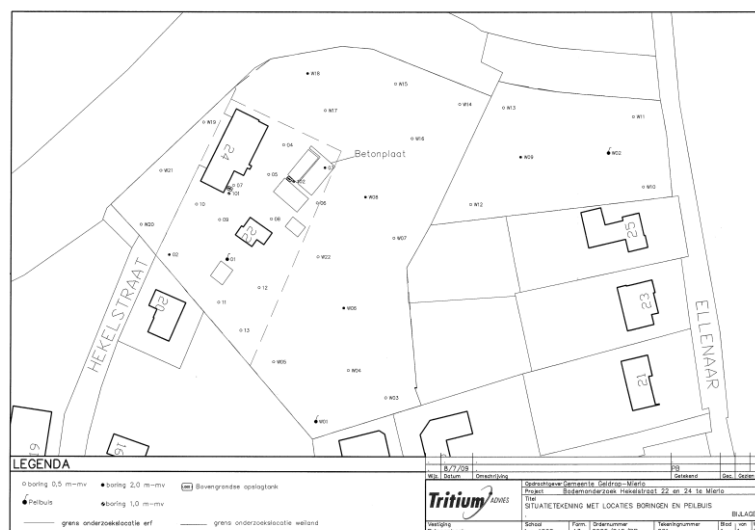 W18
W15
W14
W13
W17
W11
W19
W16
04
24
Betonplaat
W09
W02
03
W21
05
102
07
101
W10
W08
10
06
W12
09
08
W20
22
25
W07
02
01
W22
HEKELSTRAAT
12
20
11
W06
23
ELLENAAR
13
W05
W04
21
W03
W01
19
16
LEGENDA
boring 0,5 m-mv
boring 2,0 m-mv
Bovengrondse opslagtank
Peilbuis
boring 1,0 m-mv
grens onderzoekslocatie erf
grens onderzoekslocatie weiland
8/7/09
PB
Wijz Datum Omschrijving Getekend Gec. Gezien
Tritium ADVIES
Opdrachtgever Gemeente Geldrop-Mierlo
Project Bodemonderzoek Hekelstraat 22 en 24 te Mierlo
Titel
SITUATIETEKENING MET LOCATIES BORINGEN EN PEILBUIS
BIJLAGE
Vestiging
Schaal Form. Ordernummer Tekeningnummer Blad